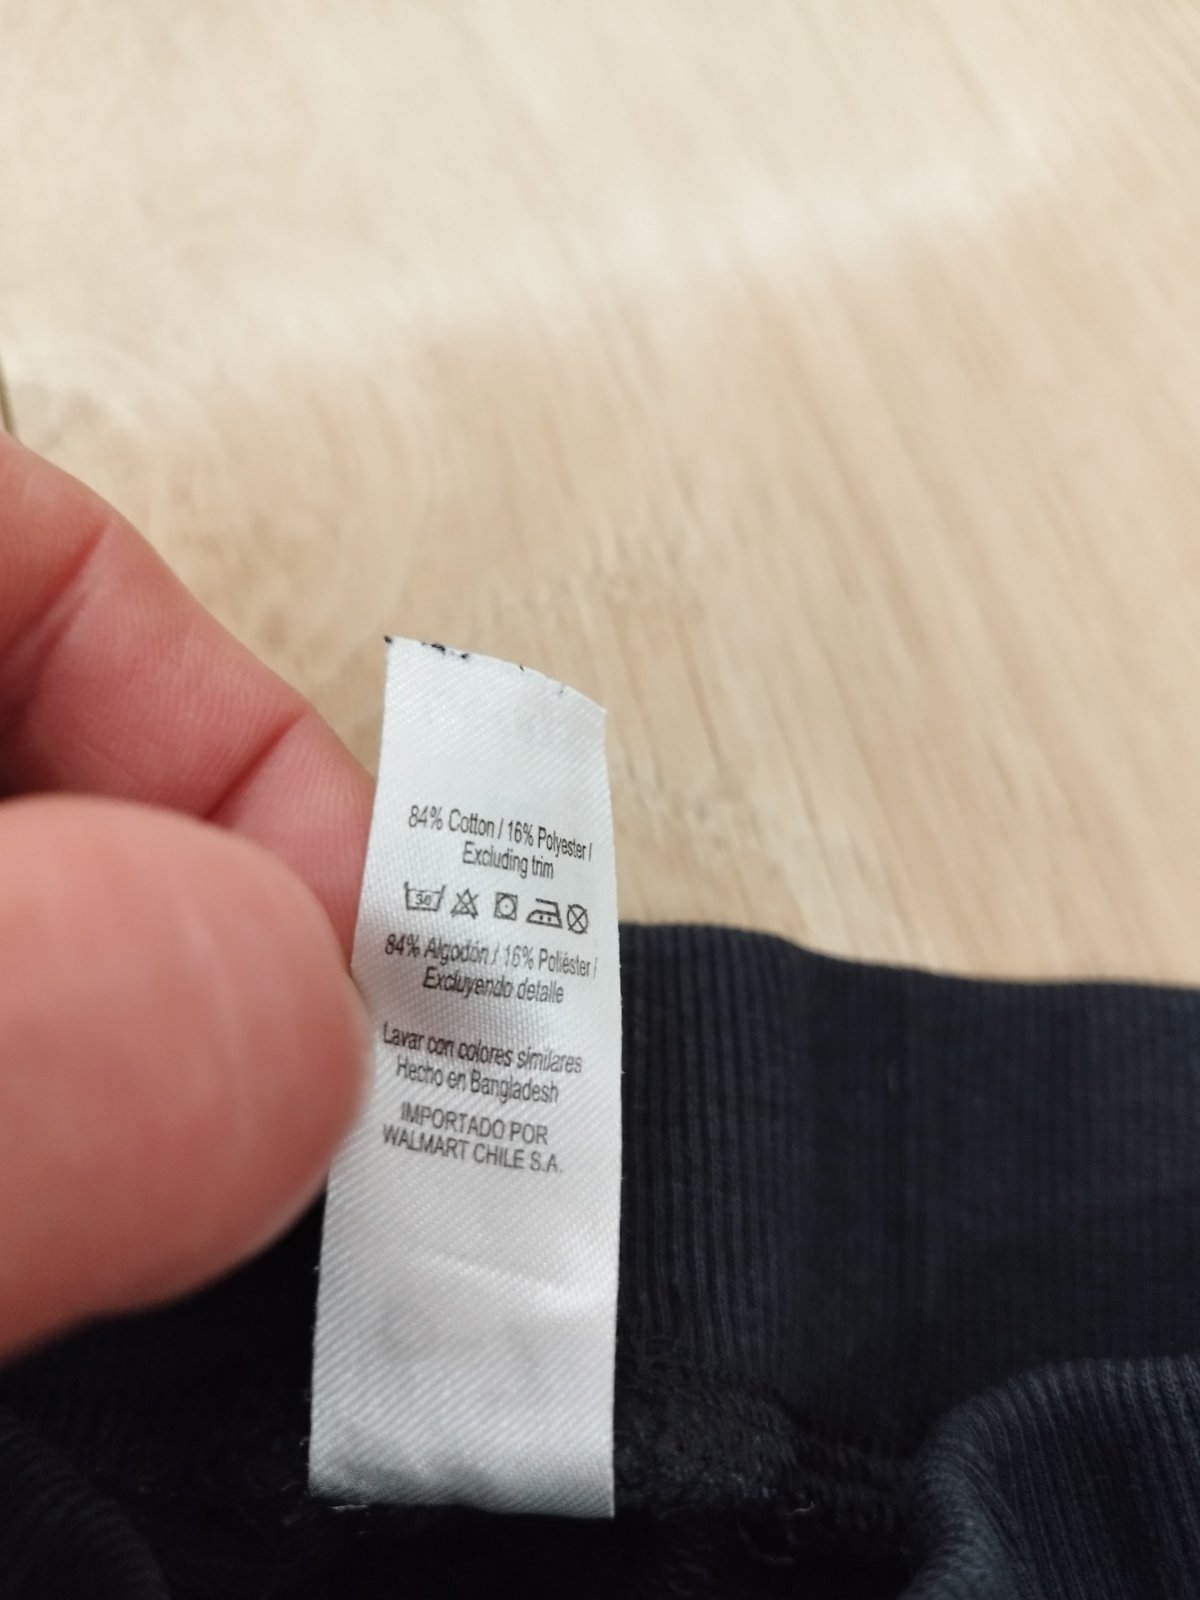 84% Cotton / 16% Polyester /
Excluding trim
30
84% Algodón / 16% Poliéster /
Excluyendo detalle
Lavar con colores similares
Hecho en Bangladesh
IMPORTADO POR
WALMART CHILE S.A.